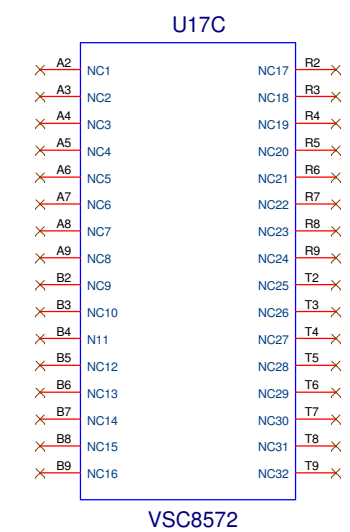 U17C
A2 NC1 NC17 R2
A3 NC2 NC18 R3
A4 NC3 NC19 R4
A5 NC4 NC20 R5
A6 NC5 NC21 R6
A7 NC6 NC22 R7
A8 NC7 NC23 R8
A9 NC8 NC24 R9
B2 NC9 NC25 T2
B3 NC10 NC26 T3
B4 N11 NC27 T4
B5 NC12 NC28 T5
B6 NC13 NC29 T6
B7 NC14 NC30 T7
B8 NC15 NC31 T8
B9 NC16 NC32 T9
VSC8572